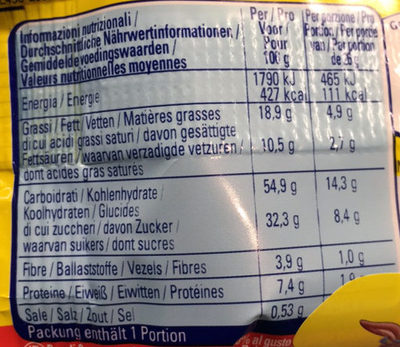 Informazioni nutrizionali / Per / Pro Per porzione / Pro
Durchschnittliche Nährwertinformationen / Voor / Portion / Per portie
Gemiddelde voedingswaarden / Pour van / Par portion
Valeurs nutritionnelles moyennes 100 g de 26 g
1790 kJ 465 kJ
Energia / Energie 427 kcal 111 kcal
Grassi / Fett / Vetten / Matières grasses 18,9 g 4,9 g
di cui acidi grassi saturi / davon gesättigte
Fettsäuren / waarvan verzadigde vetzuren / 10,5 g 2,7 g
dont acides gras saturés
Carboidrati / Kohlenhydrate / 54,9 g 14,3 g
Koolhydraten / Glucides
di cui zuccheri / davon Zucker / 32,3 g 8,4 g
waarvan suikers / dont sucres
Fibre / Ballaststoffe / Vezels / Fibres 3,9 g 1,0 g
Proteine / Eiweiß / Eiwitten / Protéines 7,4 g
Sale / Salz / Zout / Sel 0,53 g
Packung enthält 1 Portion
al gusto